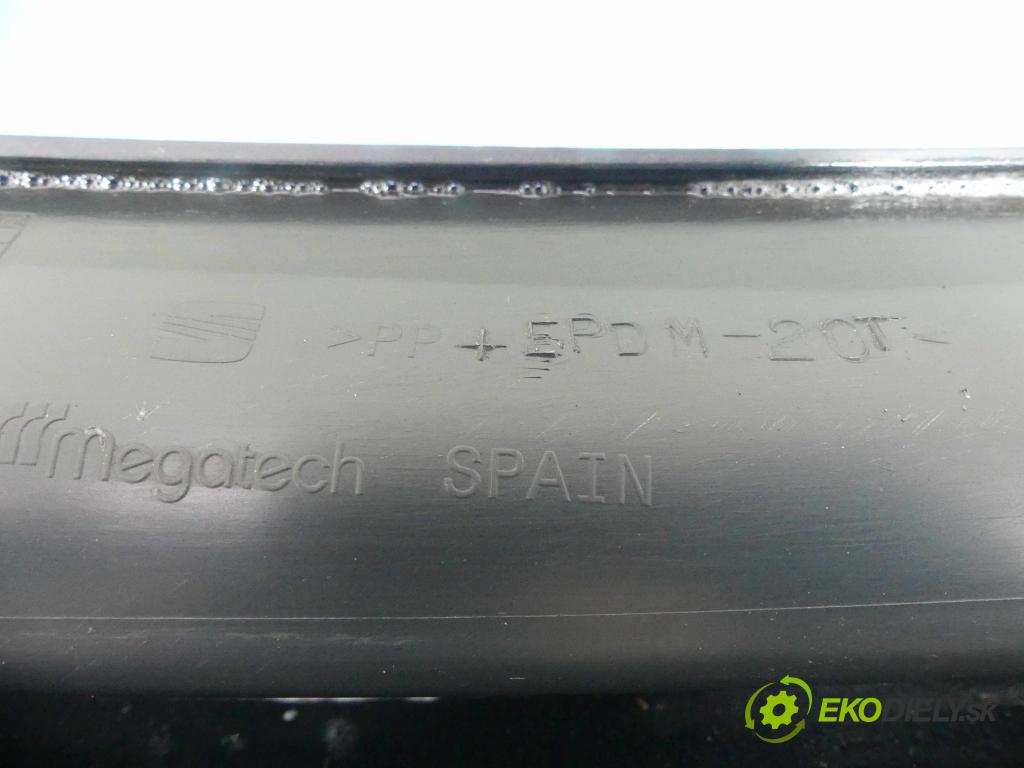 >PP+EPDM-20T<
megatech SPAIN
EKODIELY.SK